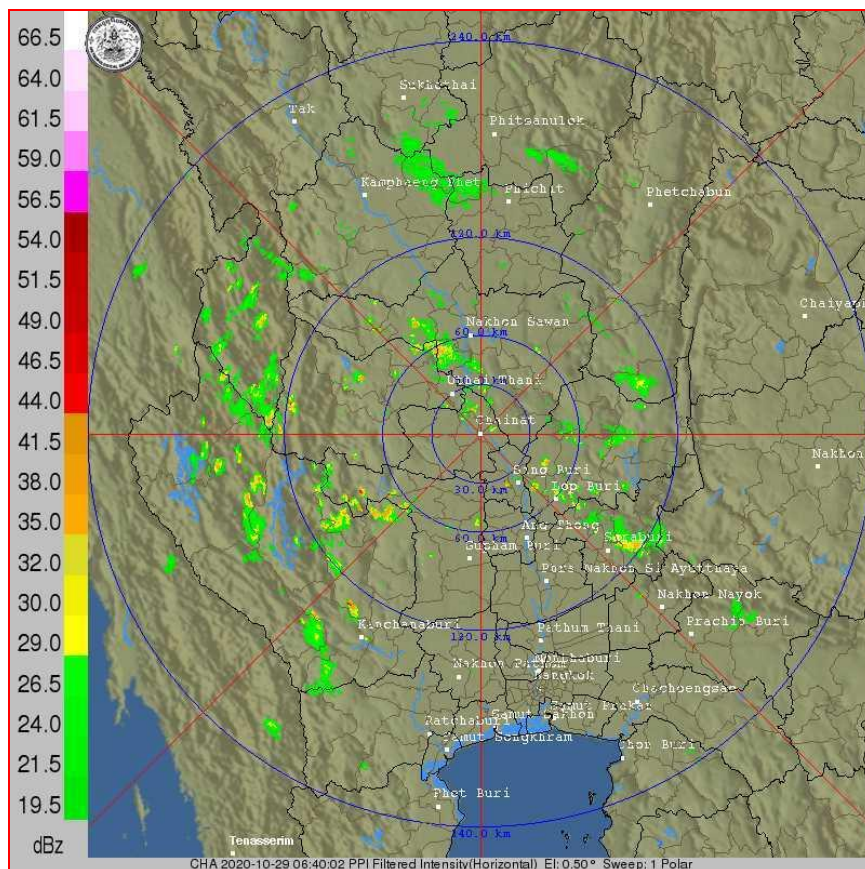 66.5
64.0
61.5
59.0
56.5
54.0
51.5
49.0
46.5
44.0
41.5
38.0
35.0
32.0
30.0
29.0
26.5
24.0
21.5
19.5
dBz
240.0 km
Sukhothai
Tak
Phitsanulok
Kamphaeng Phet
Phichit
Phetchabun
120.0 km
Nakhon Sawan
60.0 km
Uthai Thani
Chainat
Nakhon
Sing Buri
30.0 km
Lop Buri
Ang Thong
60.0 km
Saraburi
Suphan Buri
Nakhon Nayok
Prachin Buri
Kanchanaburi
120.0 km
Pathum Thani
Nakhon Pathom
Nonthaburi
Bangkok
Chachoengsao
Samut Prakan
Samut Sakhon
Ratchaburi
Samut Songkhram
Chon Buri
Phet Buri
240.0 km
Tenasserim
CHA 2020-10-29 06:40:02 PPI Filtered Intensity(Horizontal) El: 0.50° Sweep: 1 Polar